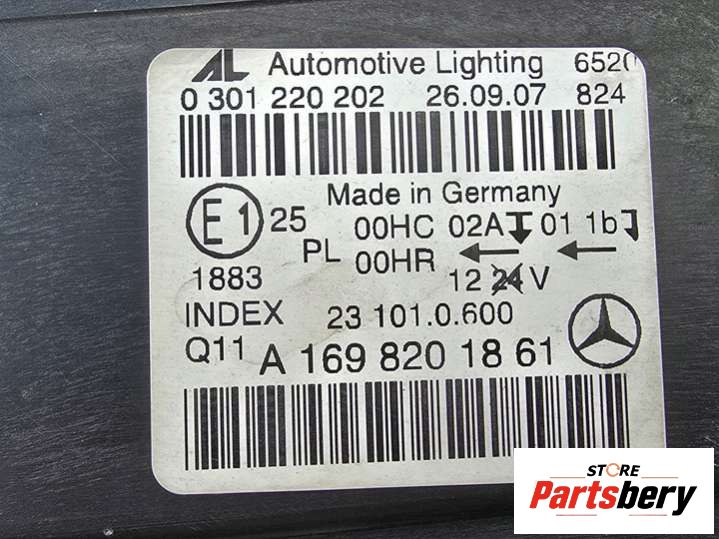 AL Automotive Lighting 6520
0 301 220 202 26.09.07 824
Made in Germany
E1 25 00HC 02A 01 1b
PL 00HR
1883 12 24 V
INDEX 23 101.0.600
Q11 A 169 820 18 61
STORE
Partsbery